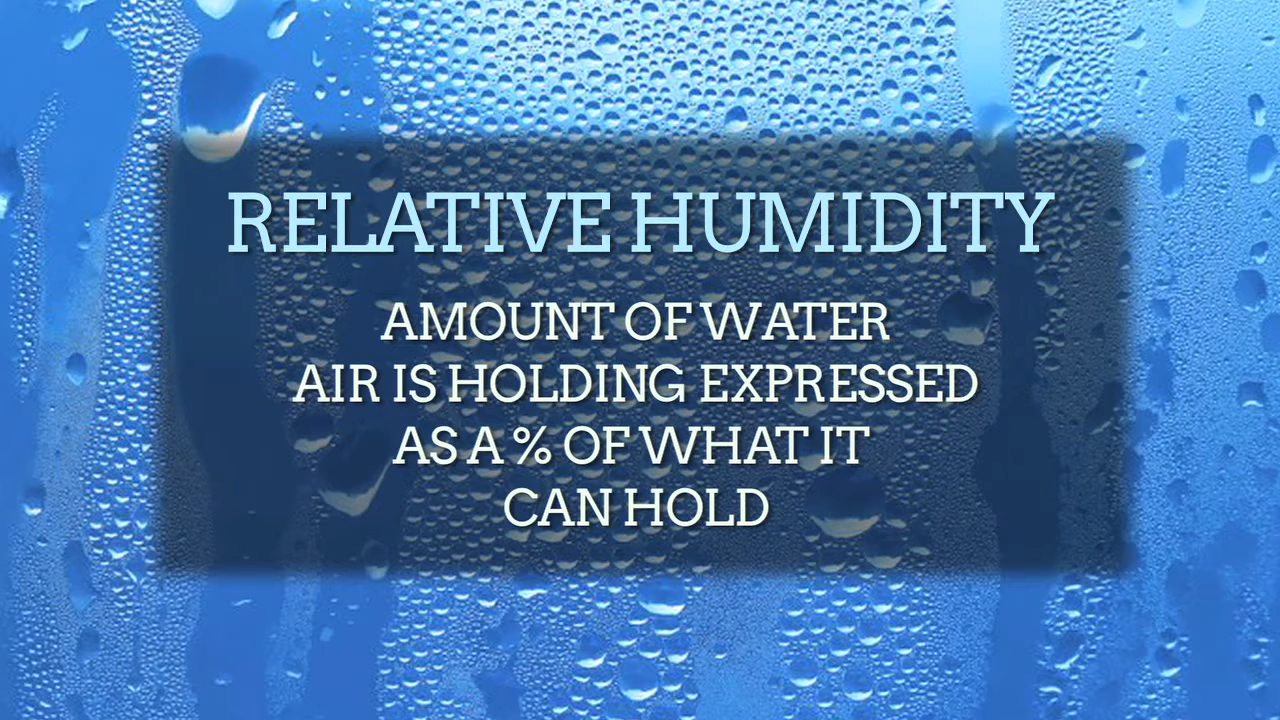 RELATIVE HUMIDITY
AMOUNT OF WATER
AIR IS HOLDING EXPRESSED
AS A % OF WHAT IT
CAN HOLD